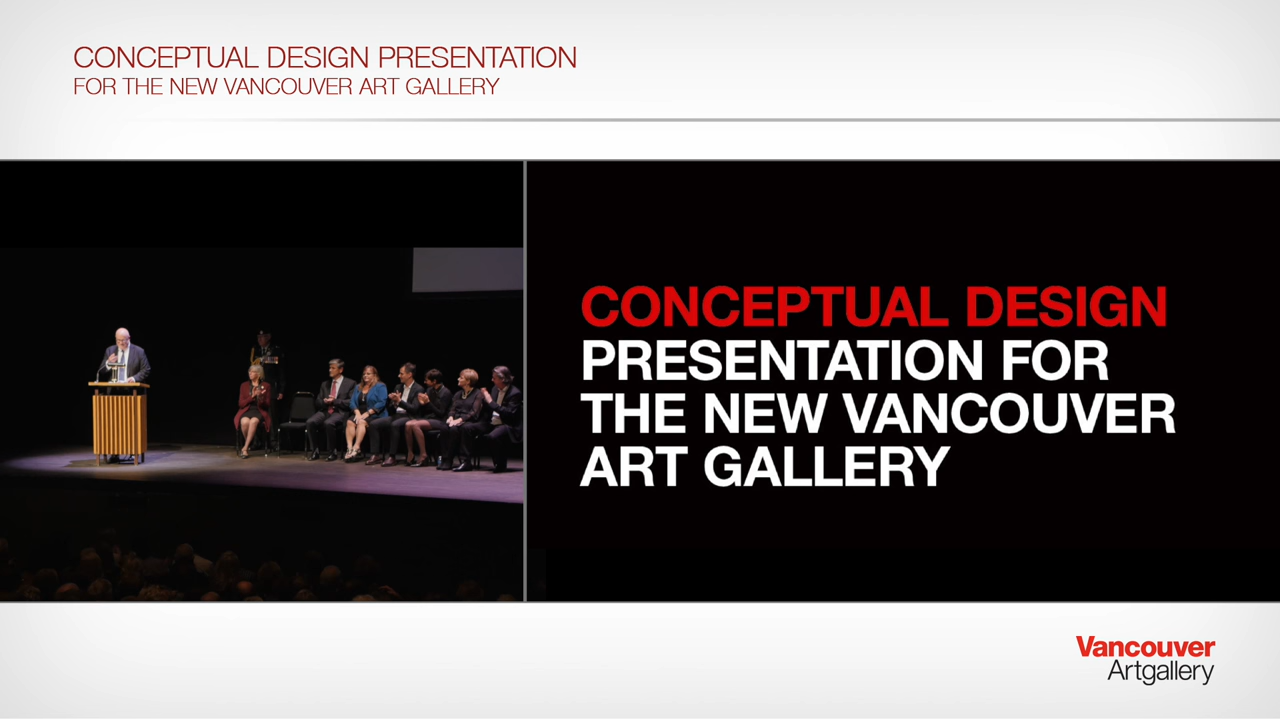 CONCEPTUAL DESIGN PRESENTATION
FOR THE NEW VANCOUVER ART GALLERY
CONCEPTUAL DESIGN
PRESENTATION FOR
THE NEW VANCOUVER
ART GALLERY
Vancouver
Artgallery